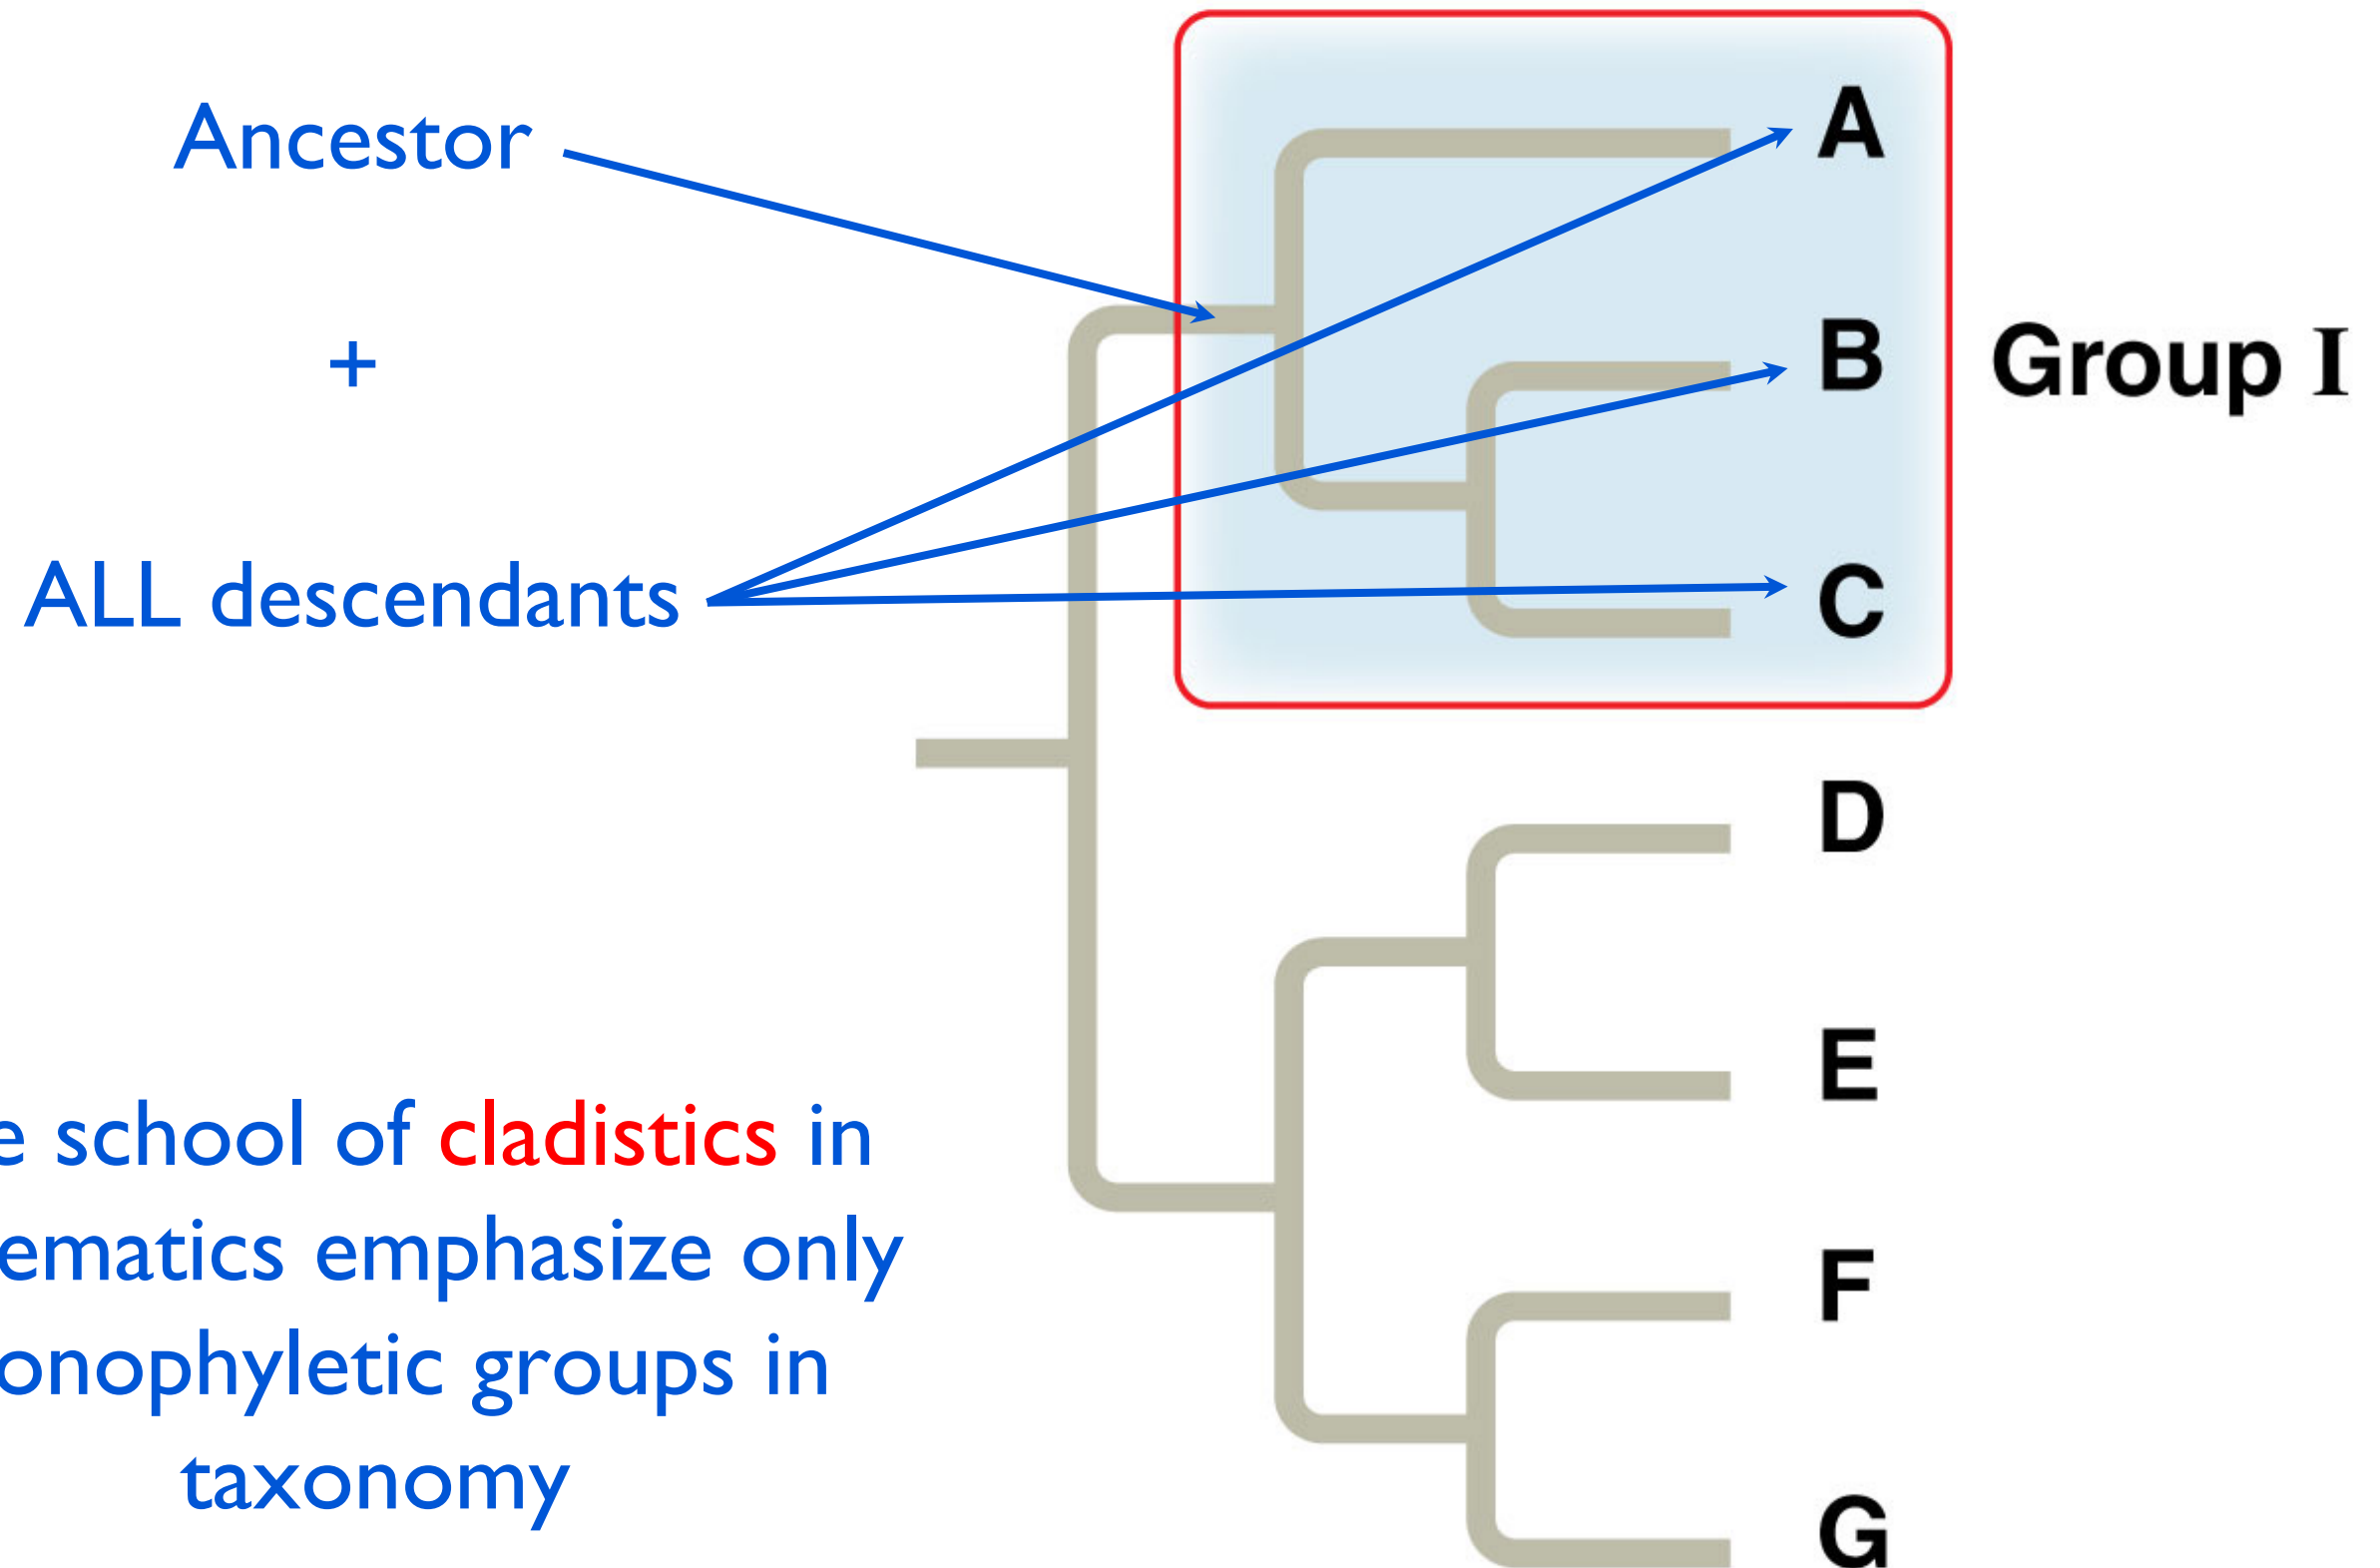 Ancestor
+
ALL descendants
A
B
Group I
C
D
E
F
G
e school of cladistics in
ematics emphasize only
onophyletic groups in
taxonomy